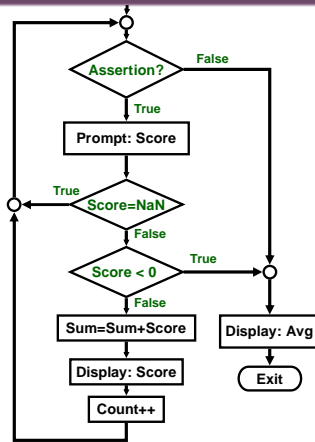 Assertion?
False
True
Prompt: Score
True
Score=NaN
False
Score < 0
True
False
Sum=Sum+Score
Display: Avg
Display: Score
Exit
Count++